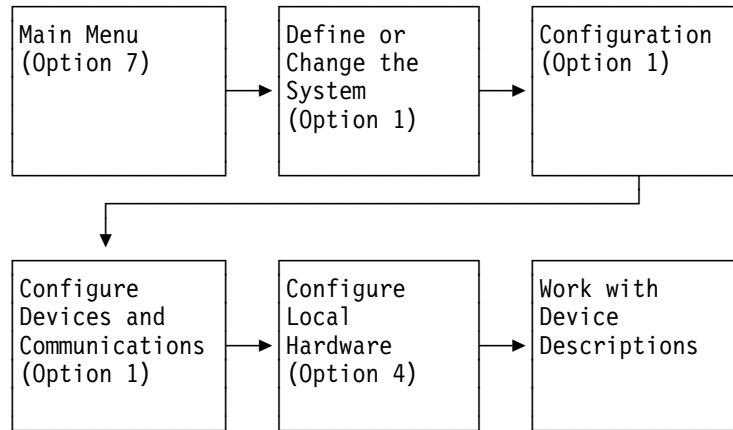 Main Menu
(Option 7)
Define or
Change the
System
(Option 1)
Configuration
(Option 1)
Configure
Devices and
Communications
(Option 1)
Configure
Local
Hardware
(Option 4)
Work with
Device
Descriptions